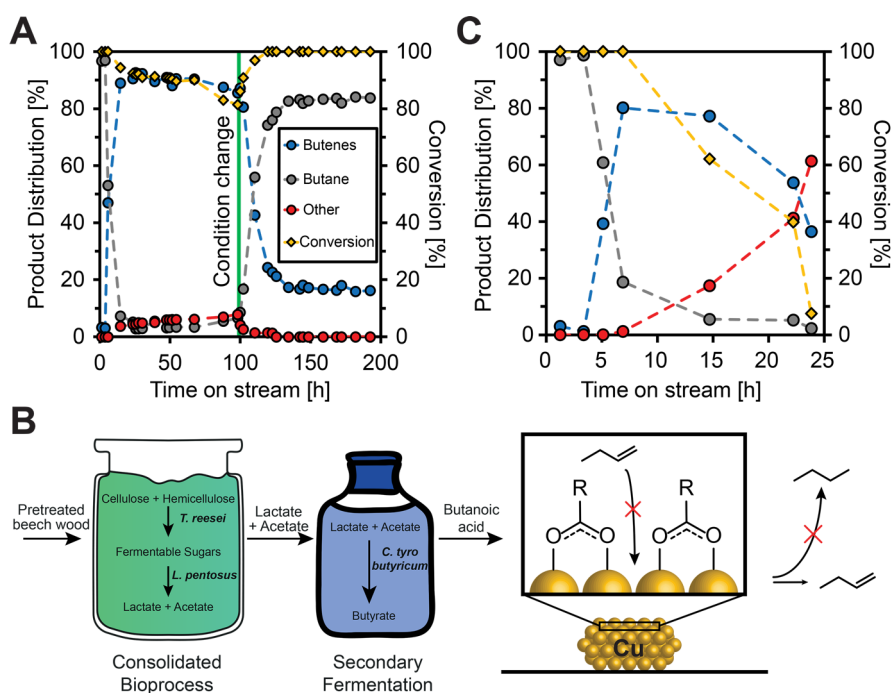 A
100
80
60
40
20
0
Product Distribution [%]
100
80
60
40
20
0
Conversion [%]
0
50
100
150
200
Time on stream [h]
Condition change
Butenes
Butane
Other
Conversion
C
100
80
60
40
20
0
Product Distribution [%]
100
80
60
40
20
0
Conversion [%]
0
5
10
15
20
25
Time on stream [h]
B
Pretreated
beech wood
Cellulose + Hemicellulose
T. reesei
Fermentable Sugars
L. pentosus
Lactate + Acetate
Consolidated
Bioprocess
Lactate
+ Acetate
Lactate + Acetate
C. tyro
butyricum
Butyrate
Secondary
Fermentation
Butanoic
acid
R
R
O
O
O
O
Cu